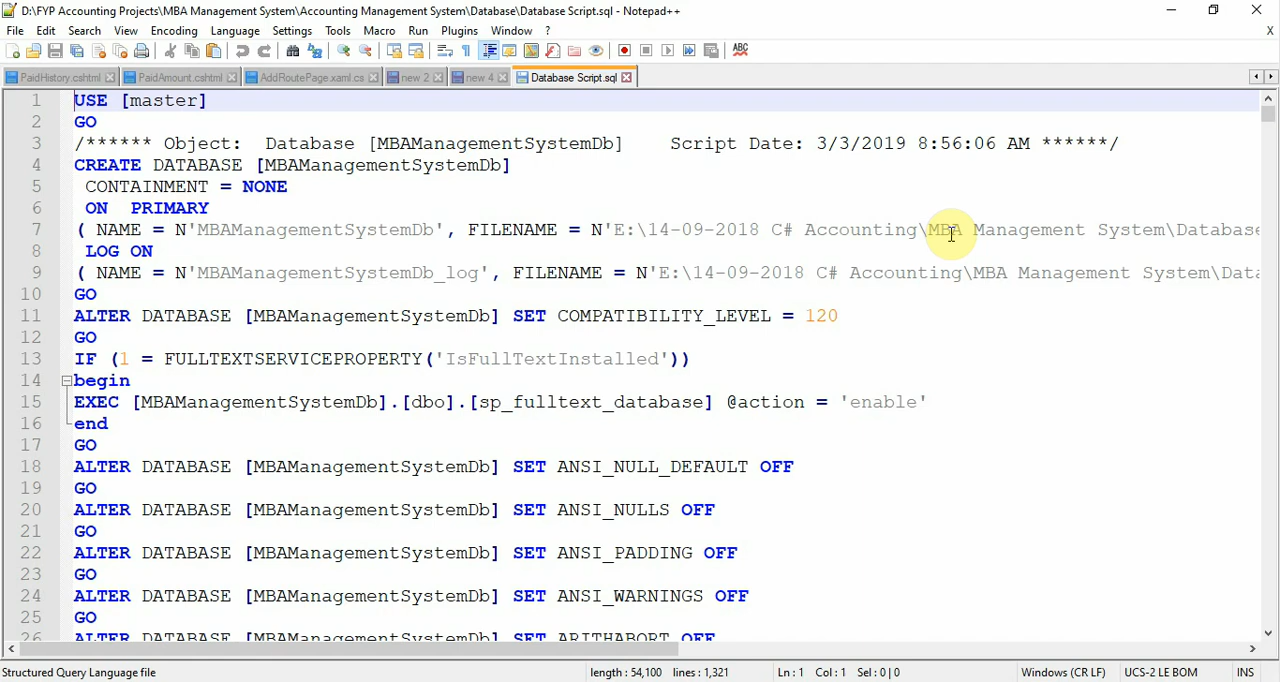 D:\FYP Accounting Projects\MBA Management System\Accounting Management System\Database\Database Script.sql - Notepad++
File Edit Search View Encoding Language Settings Tools Macro Run Plugins Window ? X
PaidHistory.cshtml PaidAmount.cshtml AddRoutePage.xaml.cs new 2 new 4 Database Script.sql
1 USE [master]
2 GO
3 /****** Object: Database [MBAManagementSystemDb] Script Date: 3/3/2019 8:56:06 AM ******/
4 CREATE DATABASE [MBAManagementSystemDb]
5 CONTAINMENT = NONE
6 ON PRIMARY
7 ( NAME = N'MBAManagementSystemDb', FILENAME = N'E:\14-09-2018 C# Accounting\MBA Management System\Database
8 LOG ON
9 ( NAME = N'MBAManagementSystemDb_log', FILENAME = N'E:\14-09-2018 C# Accounting\MBA Management System\Data
10 GO
11 ALTER DATABASE [MBAManagementSystemDb] SET COMPATIBILITY_LEVEL = 120
12 GO
13 IF (1 = FULLTEXTSERVICEPROPERTY('IsFullTextInstalled'))
14 begin
15 EXEC [MBAManagementSystemDb].[dbo].[sp_fulltext_database] @action = 'enable'
16 end
17 GO
18 ALTER DATABASE [MBAManagementSystemDb] SET ANSI_NULL_DEFAULT OFF
19 GO
20 ALTER DATABASE [MBAManagementSystemDb] SET ANSI_NULLS OFF
21 GO
22 ALTER DATABASE [MBAManagementSystemDb] SET ANSI_PADDING OFF
23 GO
24 ALTER DATABASE [MBAManagementSystemDb] SET ANSI_WARNINGS OFF
25 GO
26 ALTER DATABASE [MBAManagementSystemDb] SET ARITHABORT OFF
Structured Query Language file length : 54,100 lines : 1,321 Ln : 1 Col : 1 Sel : 0 | 0 Windows (CR LF) UCS-2 LE BOM INS